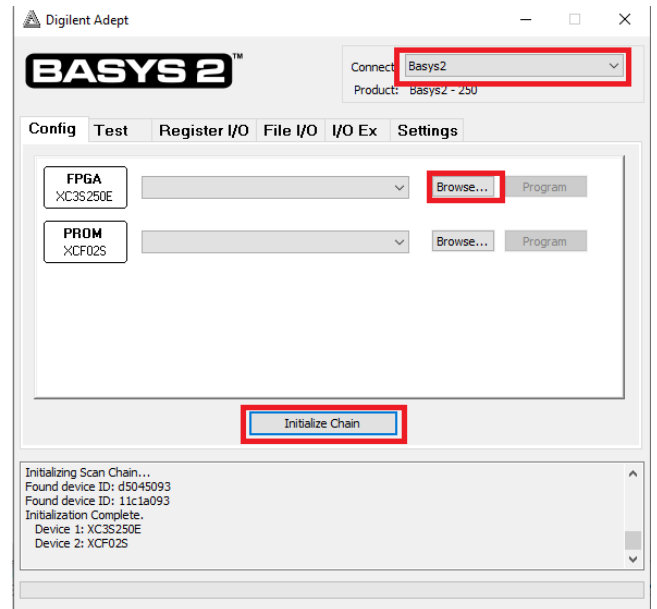 Digilent Adept
BASYS 2™
Connect: Basys2
Product: Basys2 - 250
Config Test Register I/O File I/O I/O Ex Settings
FPGA
XC3S250E
Browse... Program
PROM
XCF02S
Browse... Program
Initialize Chain
Initializing Scan Chain...
Found device ID: d5045093
Found device ID: 11c1a093
Initialization Complete.
Device 1: XC3S250E
Device 2: XCF02S